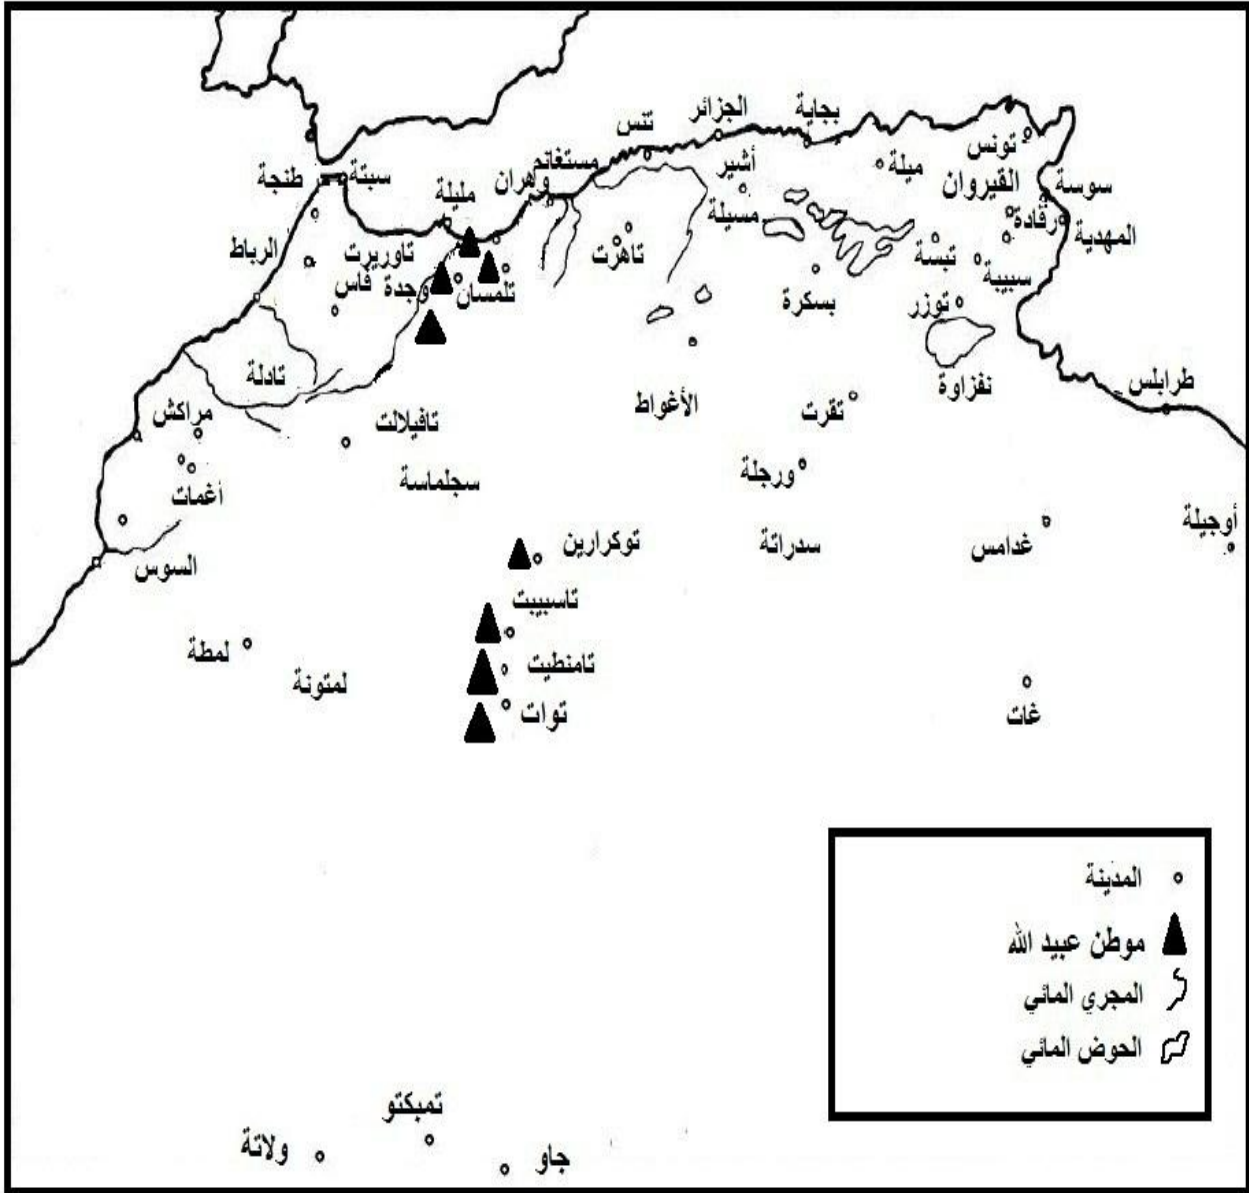 بجاية
الجزائر
تنس
تونس
أشير
ميلة
مستغانم
القيروان
سوسة
سبتة
طنجة
وهران
مليلة
مسيلة
رقادة
المهدية
الرباط
تاوريرت
تاهرت
تبسة
سبيبة
فاس
وجدة
تلمسان
بسكرة
توزر
تادلة
نفزاوة
طرابلس
مراكش
تافيلالت
الأغواط
تقرت
سجلماسة
ورجلة
أغمات
أوجيلة
السوس
توكرارين
سدراتة
غدامس
تاسبيبت
لمطة
لمتونة
تامنطيت
توات
غات
المدينة
موطن عبيد الله
المجري المائي
الحوض المائي
تمبكتو
ولاتة
جاو